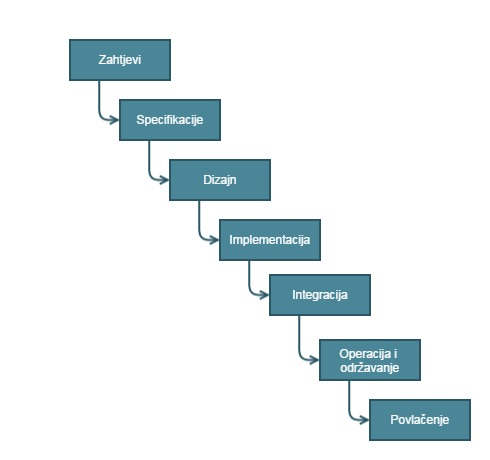 Zahtjevi
Specifikacije
Dizajn
Implementacija
Integracija
Operacija i
održavanje
Povlačenje